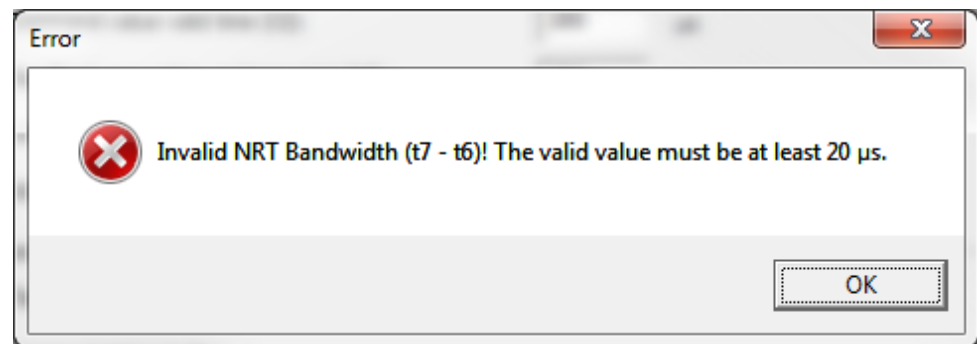 Error
Invalid NRT Bandwidth (t7 - t6)! The valid value must be at least 20 µs.
OK